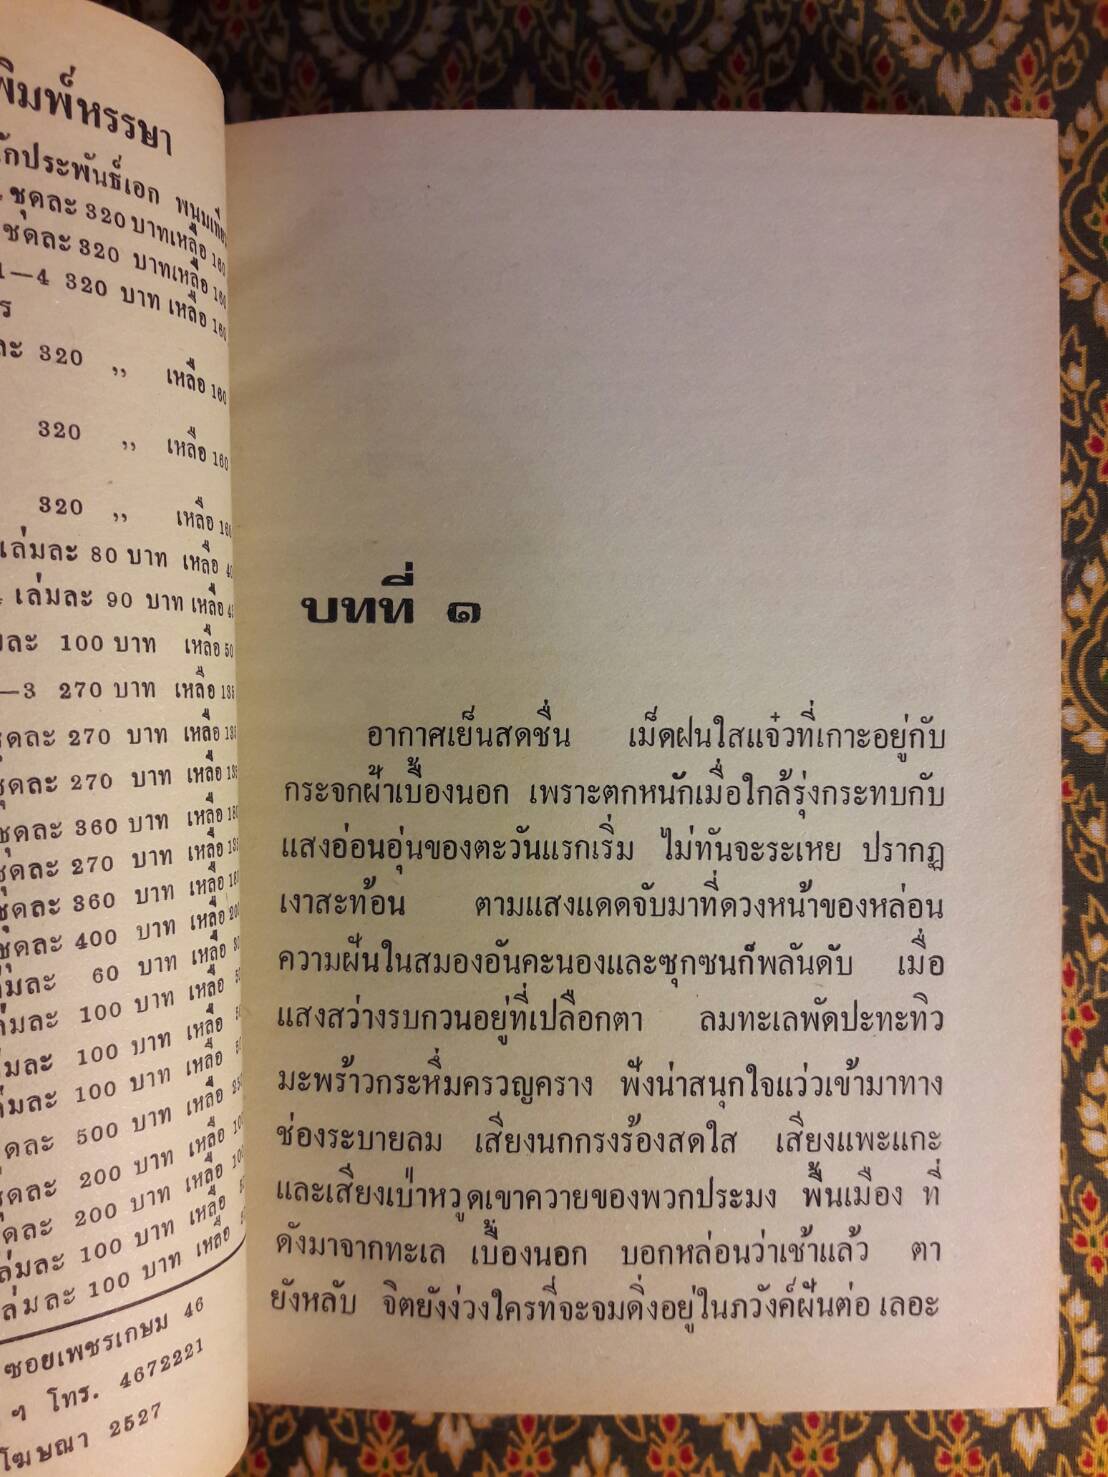 พิมพ์หรรษา
ักประพันธ์เอก พนมเทียน
ชุดละ 320 บาทเหลือ 160
ชุดละ 320 บาทเหลือ 160
1—4 320 บาท เหลือ 160
ร
ละ 320 ,, เหลือ 160
320 ,, เหลือ 160
320 ,, เหลือ 160
เล่มละ 80 บาท เหลือ 40
เล่มละ 90 บาท เหลือ 45
มละ 100 บาท เหลือ 50
—3 270 บาท เหลือ 135
ชุดละ 270 บาท เหลือ 135
ชุดละ 270 บาท เหลือ 135
ชุดละ 360 บาท เหลือ 180
ชุดละ 270 บาท เหลือ 135
ชุดละ 360 บาท เหลือ 180
ชุดละ 400 บาท เหลือ 200
ล่มละ 60 บาท เหลือ 30
ล่มละ 100 บาท เหลือ 50
ล่มละ 100 บาท เหลือ 50
ล่มละ 100 บาท เหลือ 50
ชุดละ 500 บาท เหลือ 250
ชุดละ 200 บาท เหลือ 100
ชุดละ 200 บาท เหลือ 100
ล่มละ 100 บาท เหลือ
ล่มละ 100 บาท เหลือ
ซอยเพชรเกษม 46
ฯ โทร. 4672221
โฆษณา 2527
บทที่ ๑
อากาศเย็นสดชื่น เม็ดฝนใสแจ๋วที่เกาะอยู่กับ
กระจกฝ้าเบื้องนอก เพราะตกหนักเมื่อใกล้รุ่งกระทบกับ
แสงอ่อนอุ่นของตะวันแรกเริ่ม ไม่ทันจะระเหย ปรากฏ
เงาสะท้อน ตามแสงแดดจับมาที่ดวงหน้าของหล่อน
ความฝันในสมองอันคะนองและซุกซนก็พลันดับ เมื่อ
แสงสว่างรบกวนอยู่ที่เปลือกตา ลมทะเลพัดปะทะทิว
มะพร้าวกระหึ่มครวญคราง ฟังน่าสนุกใจแว่วเข้ามาทาง
ช่องระบายลม เสียงนกกรงร้องสดใส เสียงแพะแกะ
และเสียงเป่าหวูดเขาควายของพวกประมง พื้นเมือง ที่
ดังมาจากทะเล เบื้องนอก บอกหล่อนว่าเช้าแล้ว ตา
ยังหลับ จิตยังง่วงใครที่จะจมดิ่งอยู่ในภวังค์ฝันต่อ เลอะ